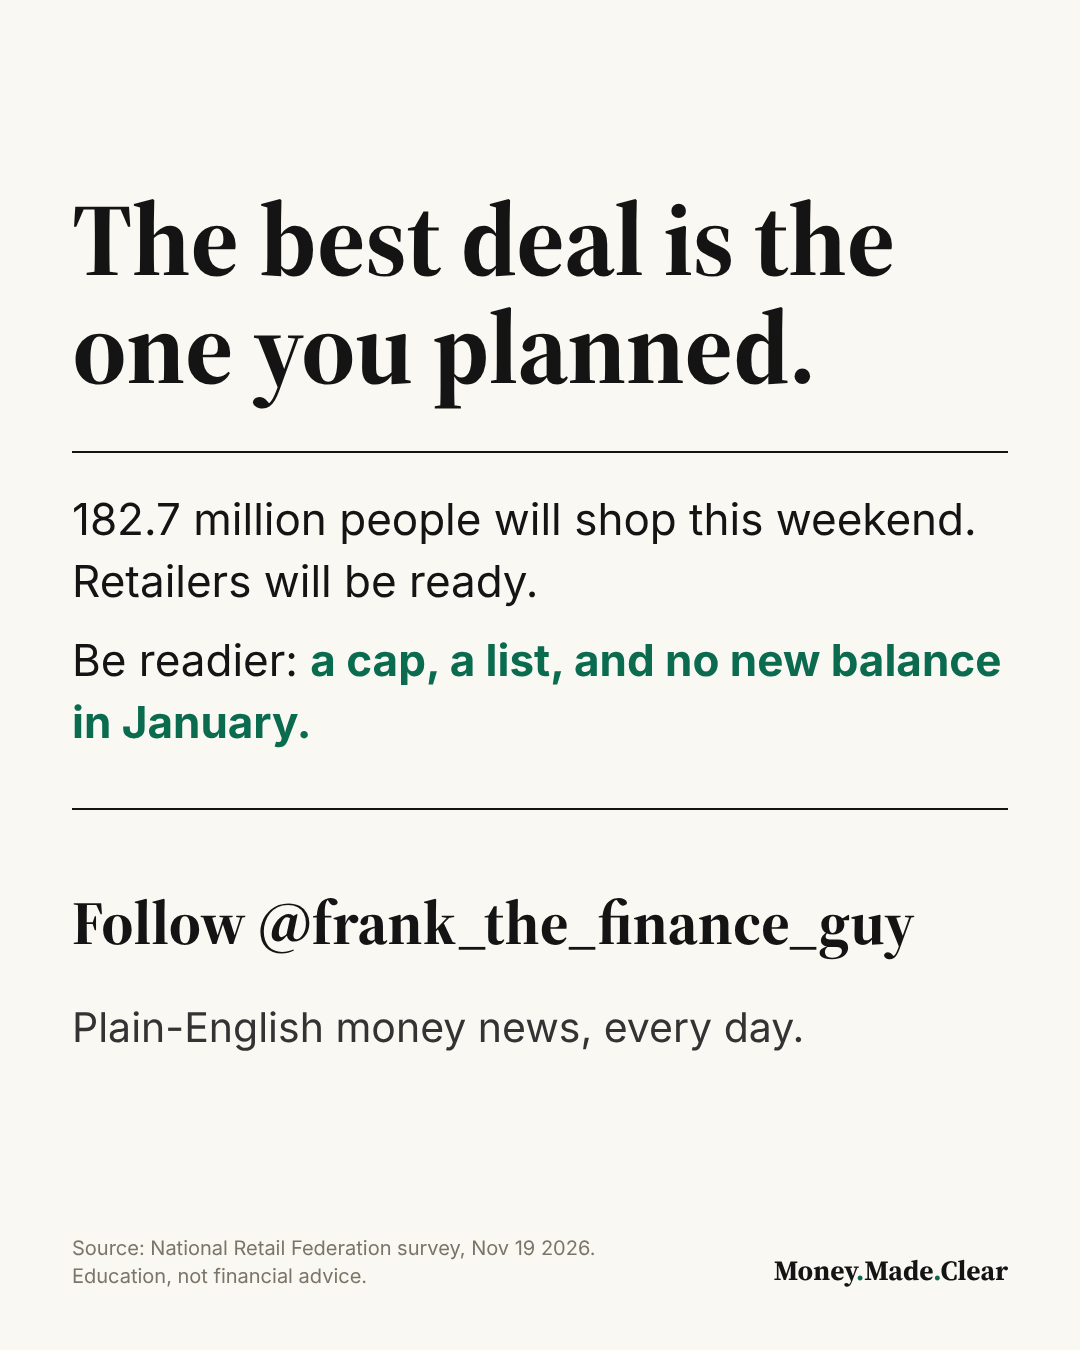 The best deal is the
one you planned.
182.7 million people will shop this weekend.
Retailers will be ready.
Be readier: a cap, a list, and no new balance
in January.
Follow @frank_the_finance_guy
Plain-English money news, every day.
Source: National Retail Federation survey, Nov 19 2026.
Education, not financial advice.
Money.Made.Clear